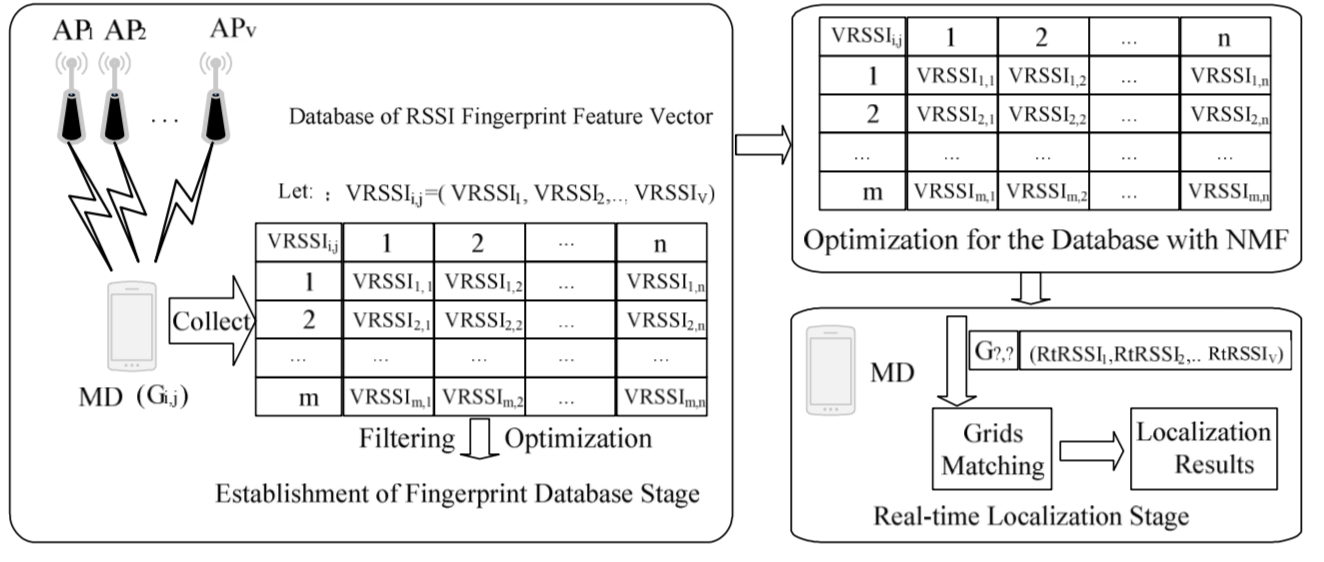 AP1 AP2 APv
...
Database of RSSI Fingerprint Feature Vector
Let: : VRSSIi,j=( VRSSI1, VRSSI2,.., VRSSIV)
VRSSIi,j 1 2 ... n
1 VRSSI1,1 VRSSI1,2 ... VRSSI1,n
2 VRSSI2,1 VRSSI2,2 ... VRSSI2,n
... ... ... ... ...
m VRSSIm,1 VRSSIm,2 ... VRSSIm,n
Collect
MD (Gi,j)
Filtering Optimization
Establishment of Fingerprint Database Stage
VRSSIi,j 1 2 ... n
1 VRSSI1,1 VRSSI1,2 ... VRSSI1,n
2 VRSSI2,1 VRSSI2,2 ... VRSSI2,n
... ... ... ... ...
m VRSSIm,1 VRSSIm,2 ... VRSSIm,n
Optimization for the Database with NMF
MD
G?,? (RtRSSI1,RtRSSI2,.. RtRSSIV)
Grids
Matching
Localization
Results
Real-time Localization Stage